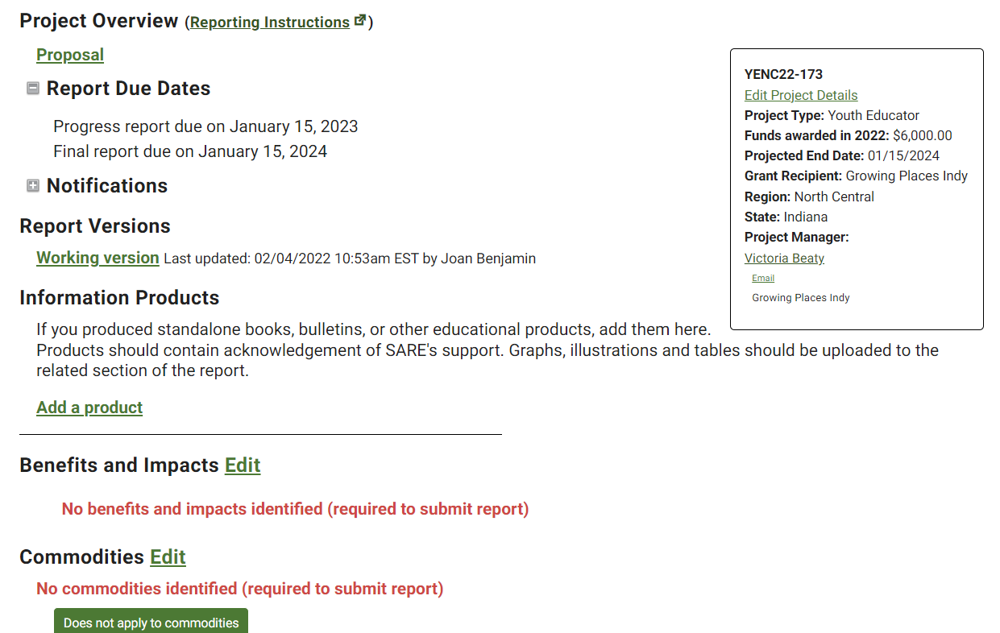 Project Overview (Reporting Instructions)
Proposal
Report Due Dates
Progress report due on January 15, 2023
Final report due on January 15, 2024
Notifications
Report Versions
Working version Last updated: 02/04/2022 10:53am EST by Joan Benjamin
YENC22-173
Edit Project Details
Project Type: Youth Educator
Funds awarded in 2022: $6,000.00
Projected End Date: 01/15/2024
Grant Recipient: Growing Places Indy
Region: North Central
State: Indiana
Project Manager:
Victoria Beaty
Email
Growing Places Indy
Information Products
If you produced standalone books, bulletins, or other educational products, add them here.
Products should contain acknowledgement of SARE's support. Graphs, illustrations and tables should be uploaded to the
related section of the report.
Add a product
Benefits and Impacts Edit
No benefits and impacts identified (required to submit report)
Commodities Edit
No commodities identified (required to submit report)
Does not apply to commodities